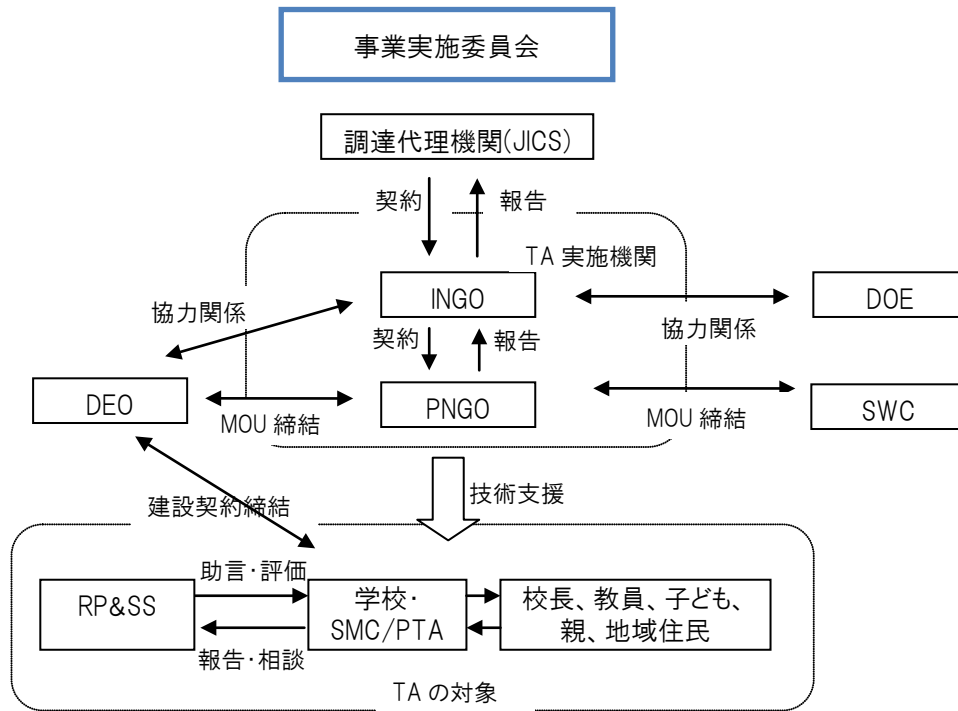 事業実施委員会
調達代理機関(JICS)
契約
報告
TA 実施機関
INGO
DOE
協力関係
協力関係
契約
報告
DEO
PNGO
SWC
MOU 締結
MOU 締結
技術支援
建設契約締結
助言・評価
RP&SS
学校・
SMC/PTA
校長、教員、子ども、
親、地域住民
報告・相談
TA の対象